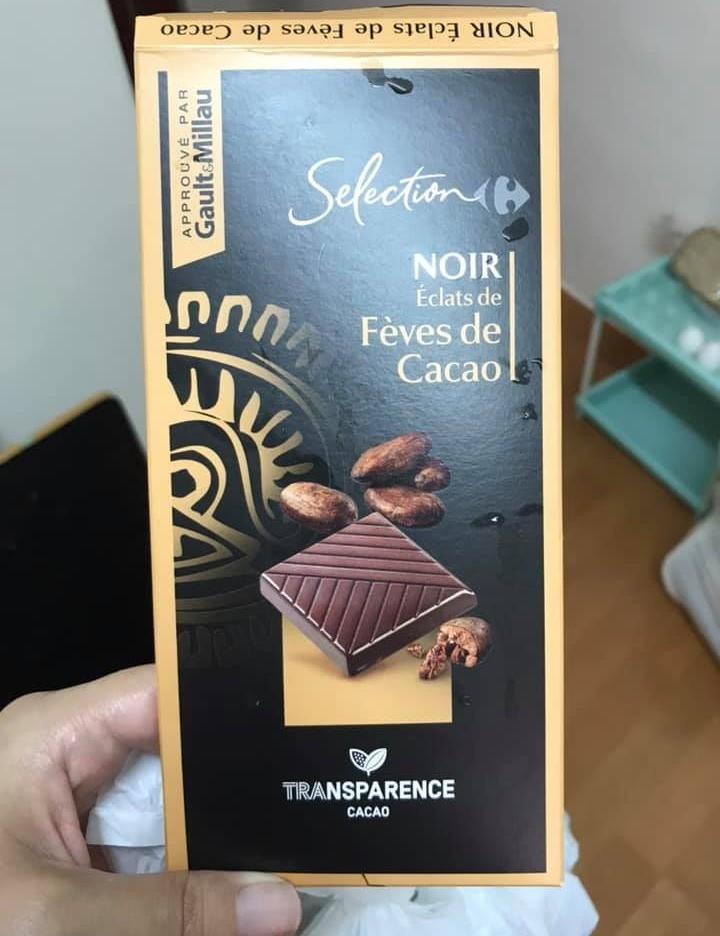 NOIR Éclats de Fèves de Cacao
APPROUVÉ PAR
Gault&Millau
Selection
NOIR
Éclats de
Fèves de
Cacao
TRANSPARENCE
CACAO